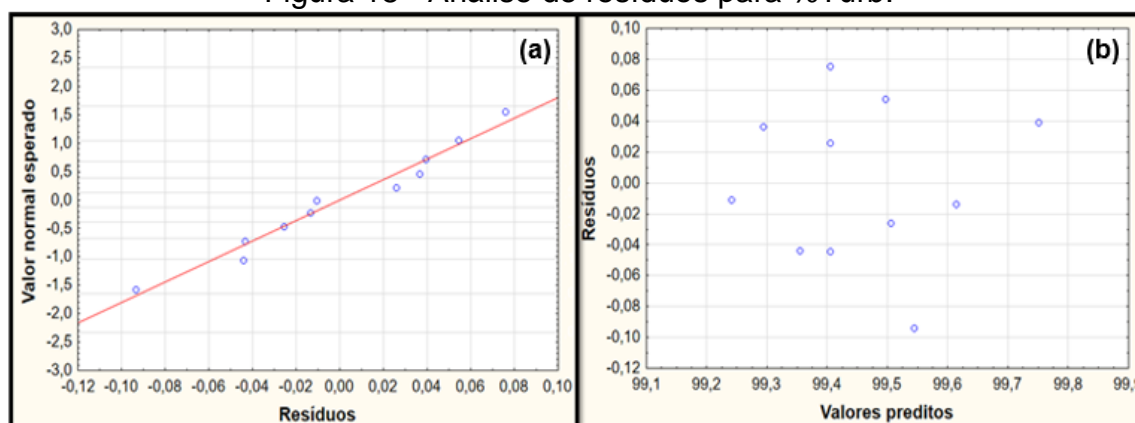 Figura - Análise de resíduos para %Turb.
(a)
Valor normal esperado
3,0
2,5
2,0
1,5
1,0
0,5
0,0
-0,5
-1,0
-1,5
-2,0
-2,5
-3,0
-0,12 -0,10 -0,08 -0,06 -0,04 -0,02 0,00 0,02 0,04 0,06 0,08 0,10
Resíduos
(b)
Resíduos
0,10
0,08
0,06
0,04
0,02
0,00
-0,02
-0,04
-0,06
-0,08
-0,10
-0,12
99,1 99,2 99,3 99,4 99,5 99,6 99,7 99,8 99,9
Valores preditos